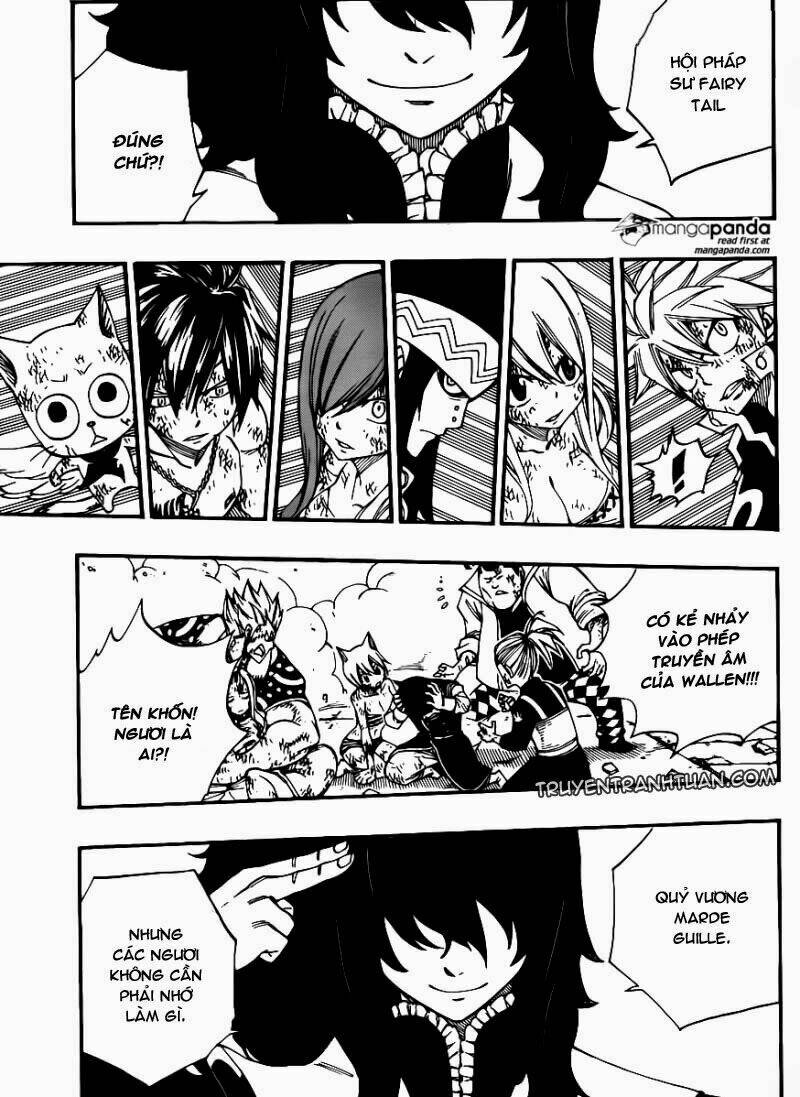 HỘI PHÁP
SƯ FAIRY
TAIL
ĐÚNG
CHỨ?!
mangapanda
read first at
mangapanda.com
!!
CÓ KẺ NHẢY
VÀO PHÉP
TRUYỀN ÂM
CỦA WALLEN!!!
TÊN KHỐN!
NGƯƠI LÀ
AI?!
TRUYENTRANHTUAN.COM
QUỶ VƯƠNG
MARDE
GUILLE.
NHƯNG
CÁC NGƯƠI
KHÔNG CẦN
PHẢI NHỚ
LÀM GÌ.